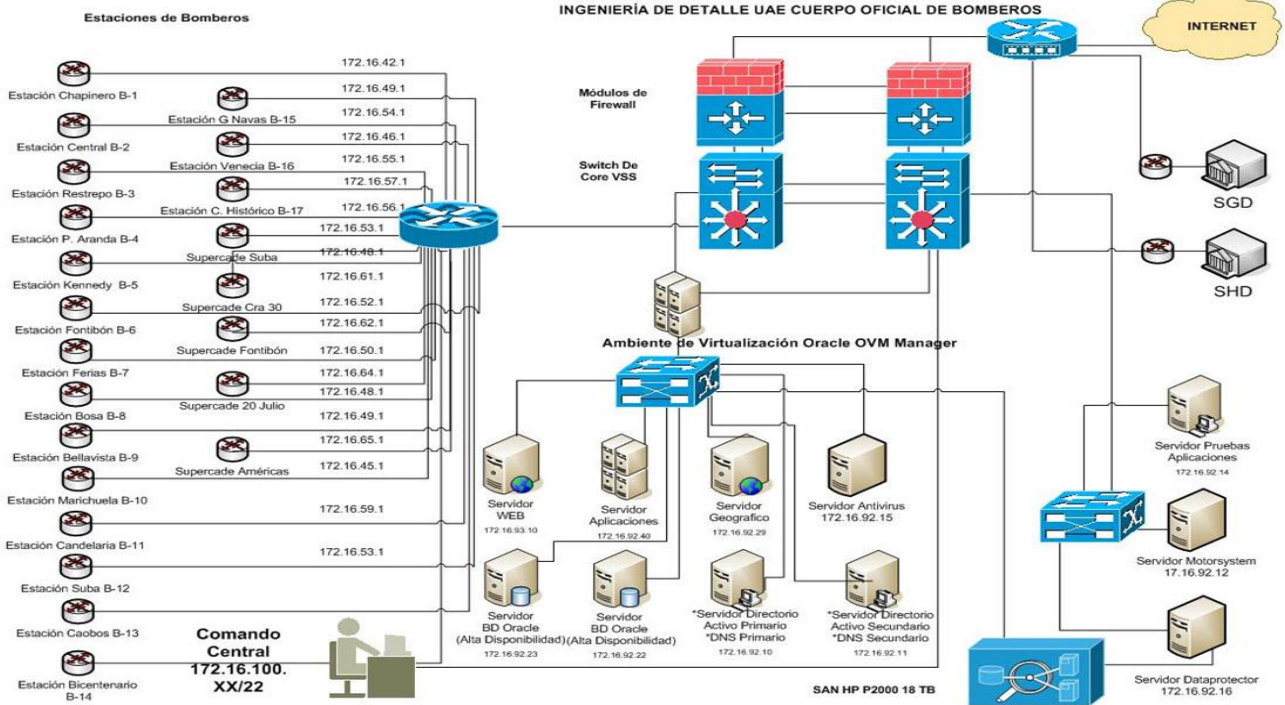 Estaciones de Bomberos
INGENIERÍA DE DETALLE UAE CUERPO OFICIAL DE BOMBEROS
INTERNET
Estación Chapinero B-1
Estación Central B-2
Estación Restrepo B-3
Estación P. Aranda B-4
Estación Kennedy B-5
Estación Fontibón B-6
Estación Ferias B-7
Estación Bosa B-8
Estación Bellavista B-9
Estación Marichuela B-10
Estación Candelaria B-11
Estación Suba B-12
Estación Caobos B-13
Estación Bicentenario
B-14
Estación G Navas B-15
Estación Venecia B-16
Estación C. Histórico B-17
Supercade Suba
Supercade Cra 30
Supercade Fontibón
Supercade 20 Julio
Supercade Américas
172.16.42.1
172.16.49.1
172.16.54.1
172.16.46.1
172.16.55.1
172.16.57.1
172.16.56.1
172.16.53.1
172.16.48.1
172.16.61.1
172.16.52.1
172.16.62.1
172.16.50.1
172.16.64.1
172.16.48.1
172.16.49.1
172.16.65.1
172.16.45.1
172.16.59.1
172.16.53.1
Comando
Central
172.16.100.
XX/22
Módulos de
Firewall
Switch De
Core VSS
SGD
SHD
Ambiente de Virtualización Oracle OVM Manager
Servidor
WEB
172.16.93.10
Servidor
Aplicaciones
172.16.92.40
Servidor
Geografico
172.16.92.29
Servidor Antivirus
172.16.92.15
Servidor
BD Oracle
(Alta Disponibilidad)
172.16.92.23
Servidor
BD Oracle
(Alta Disponibilidad)
172.16.92.22
*Servidor Directorio
Activo Primario
*DNS Primario
172.16.92.10
*Servidor Directorio
Activo Secundario
*DNS Secundario
172.16.92.11
Servidor Pruebas
Aplicaciones
172.16.92.14
Servidor Motorsystem
17.16.92.12
Servidor Dataprotector
172.16.92.16
SAN HP P2000 18 TB